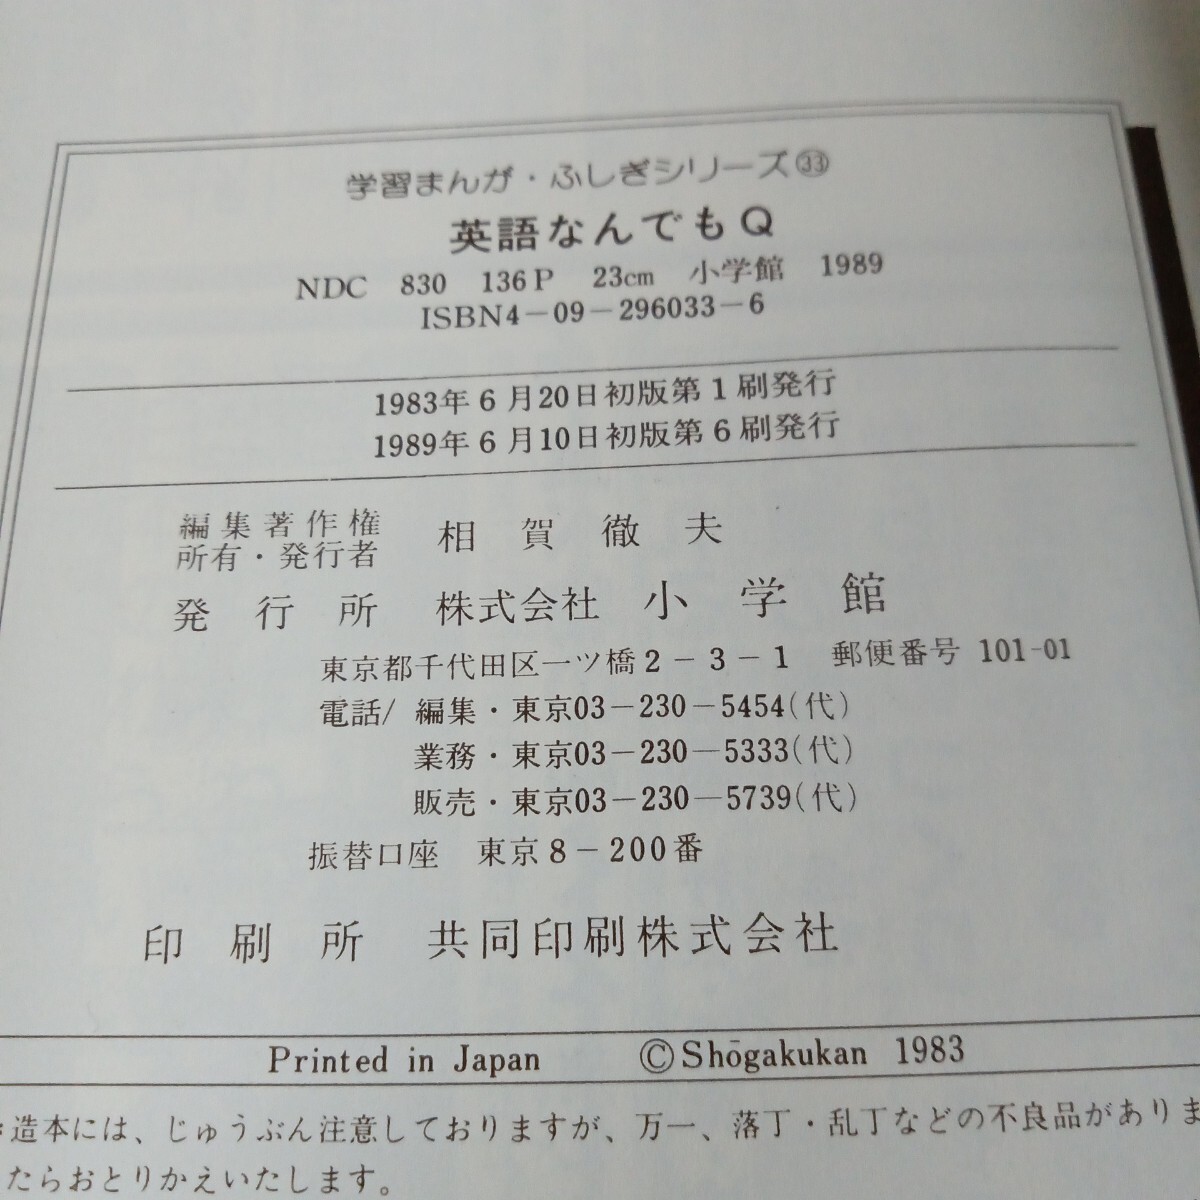 学習まんが・ふしぎシリーズ㉝
英語なんでもQ
NDC 830 136P 23cm 小学館 1989
ISBN4-09-296033-6
1983年6月20日初版第1刷発行
1989年6月10日初版第6刷発行
編集著作権
所有・発行者 相賀徹夫
発行所 株式会社 小学館
東京都千代田区一ツ橋2-3-1 郵便番号 101-01
電話/ 編集・東京03-230-5454(代)
業務・東京03-230-5333(代)
販売・東京03-230-5739(代)
振替口座 東京8-200番
印刷所 共同印刷株式会社
Printed in Japan ©Shōgakukan 1983
造本には、じゅうぶん注意しておりますが、万一、落丁・乱丁などの不良品がありま
たらおとりかえいたします。